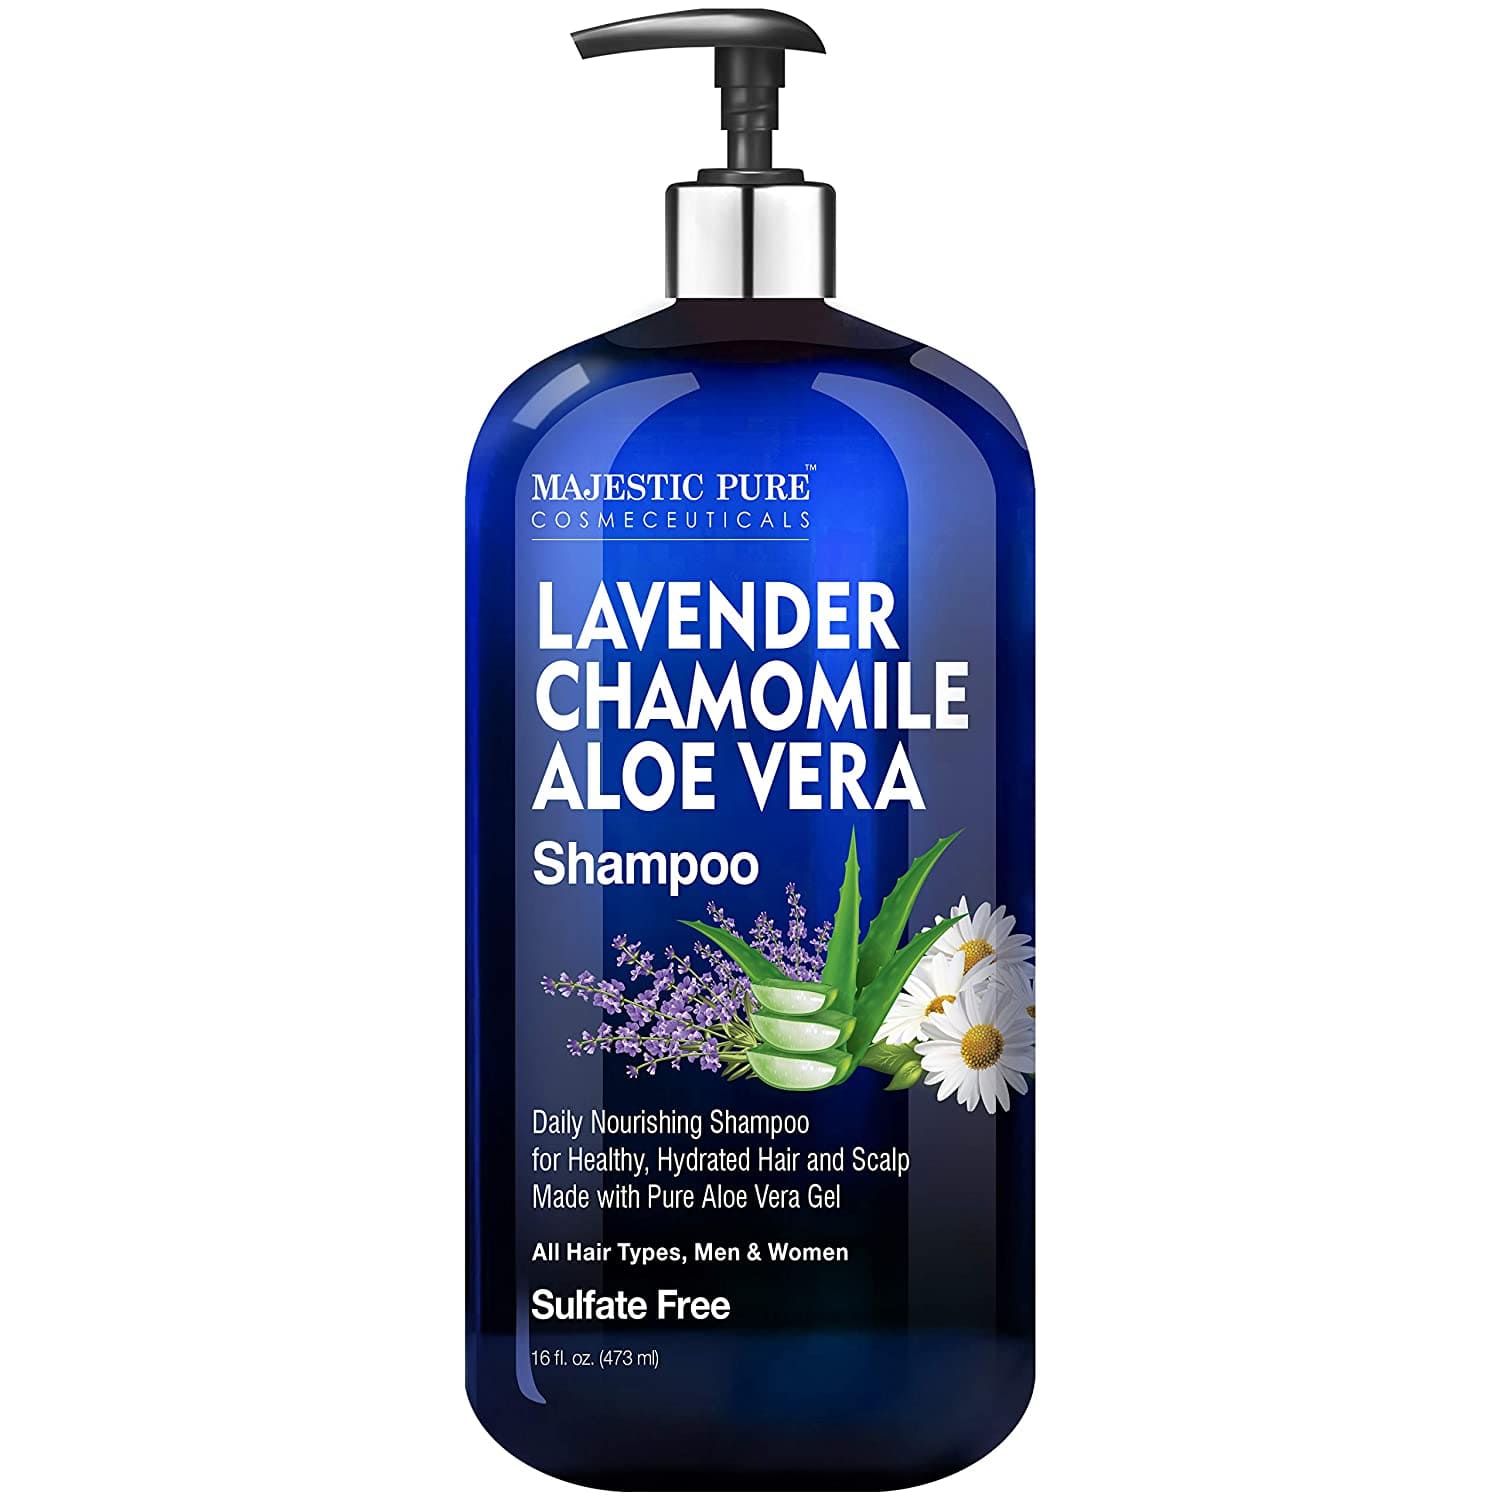 MAJESTIC PURE™
COSMECEUTICALS
LAVENDER
CHAMOMILE
ALOE VERA
Shampoo
Daily Nourishing Shampoo
for Healthy, Hydrated Hair and Scalp
Made with Pure Aloe Vera Gel
All Hair Types, Men & Women
Sulfate Free
16 fl. oz. (473 ml)